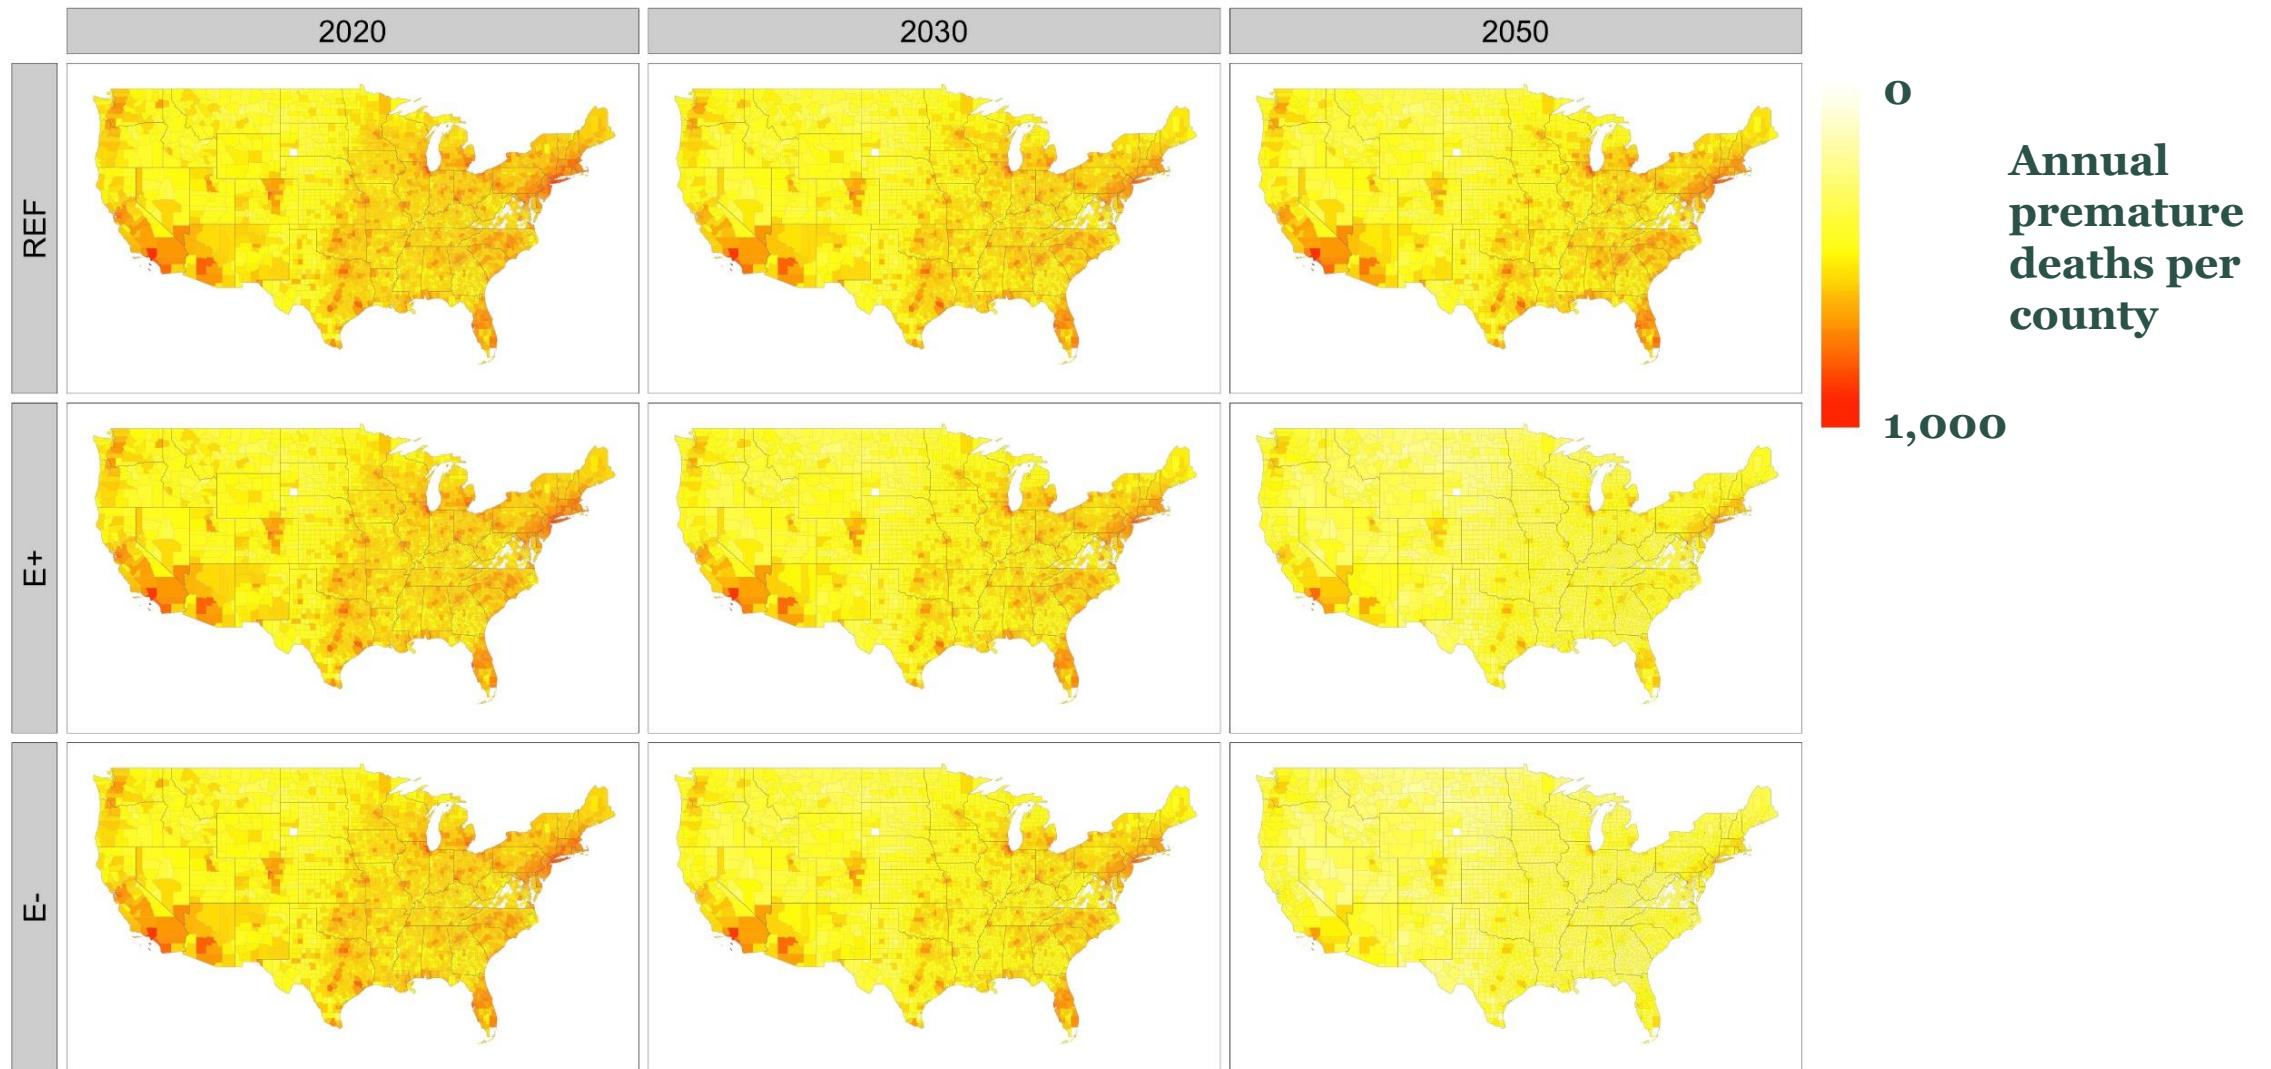 2020
2030
2050
REF
E+
E-
0
Annual
premature
deaths per
county
1,000